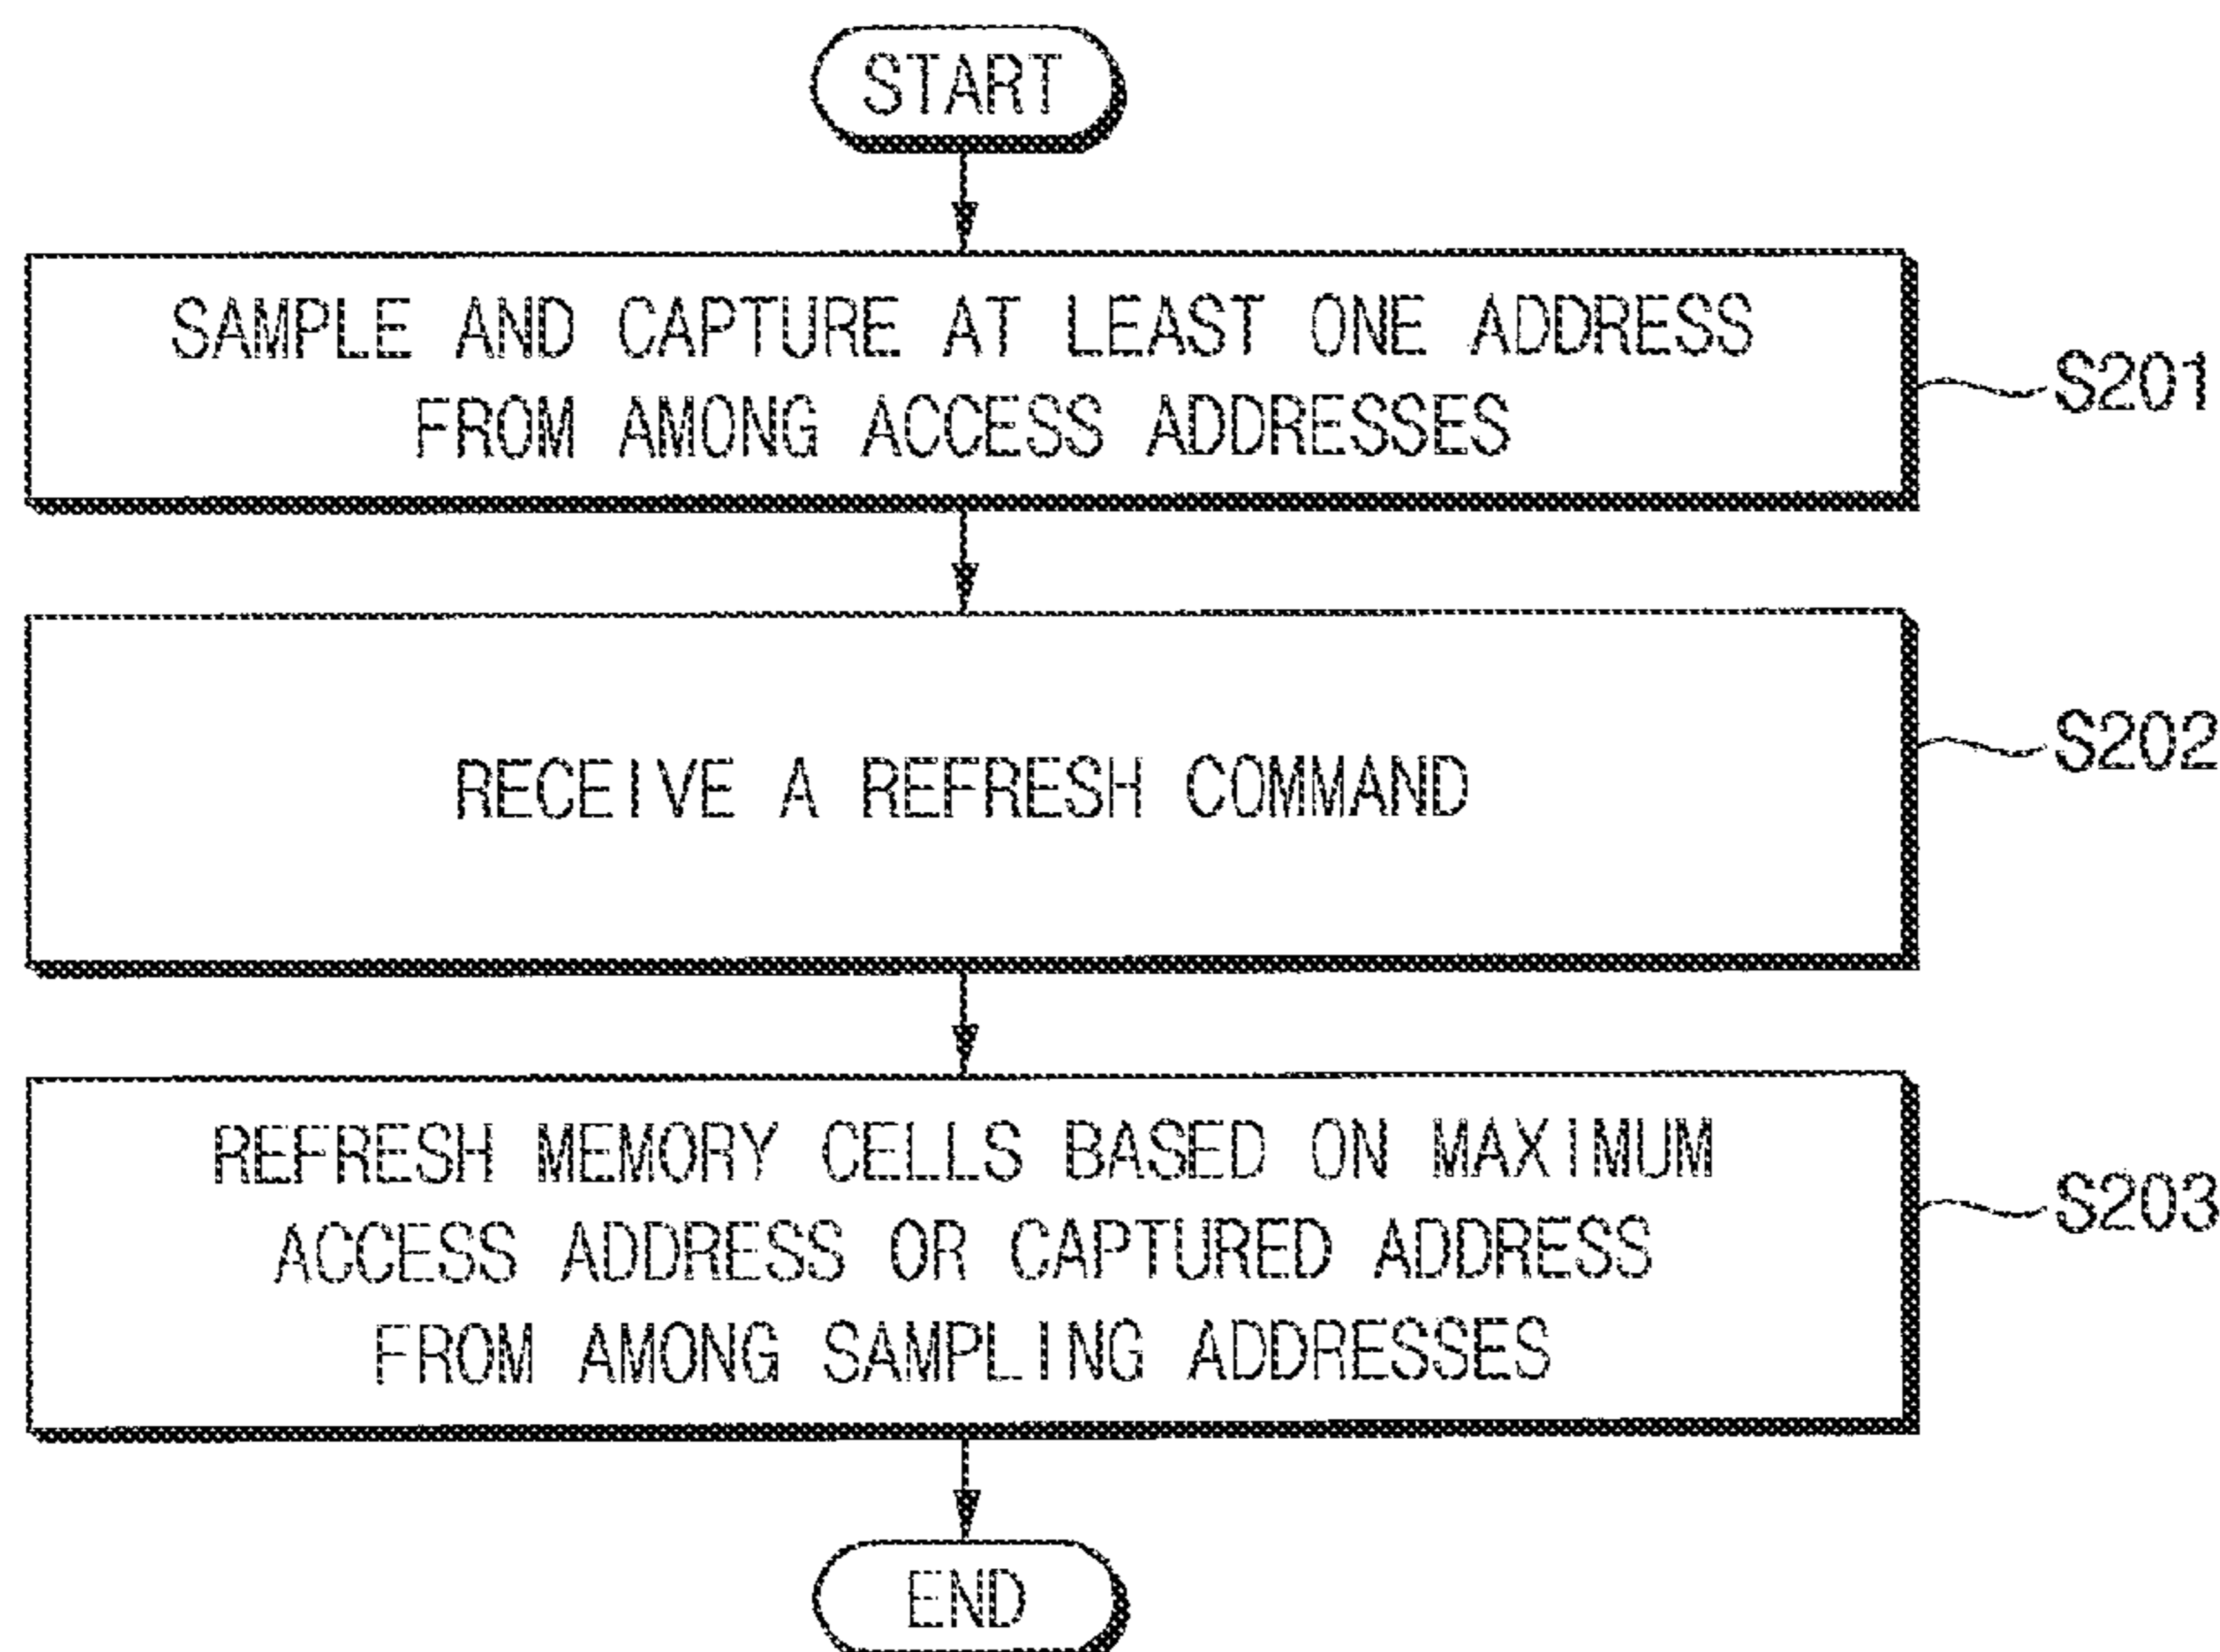 START
SAMPLE AND CAPTURE AT LEAST ONE ADDRESS
FROM AMONG ACCESS ADDRESSES
S201
RECEIVE A REFRESH COMMAND
S202
REFRESH MEMORY CELLS BASED ON MAXIMUM
ACCESS ADDRESS OR CAPTURED ADDRESS
FROM AMONG SAMPLING ADDRESSES
S203
END